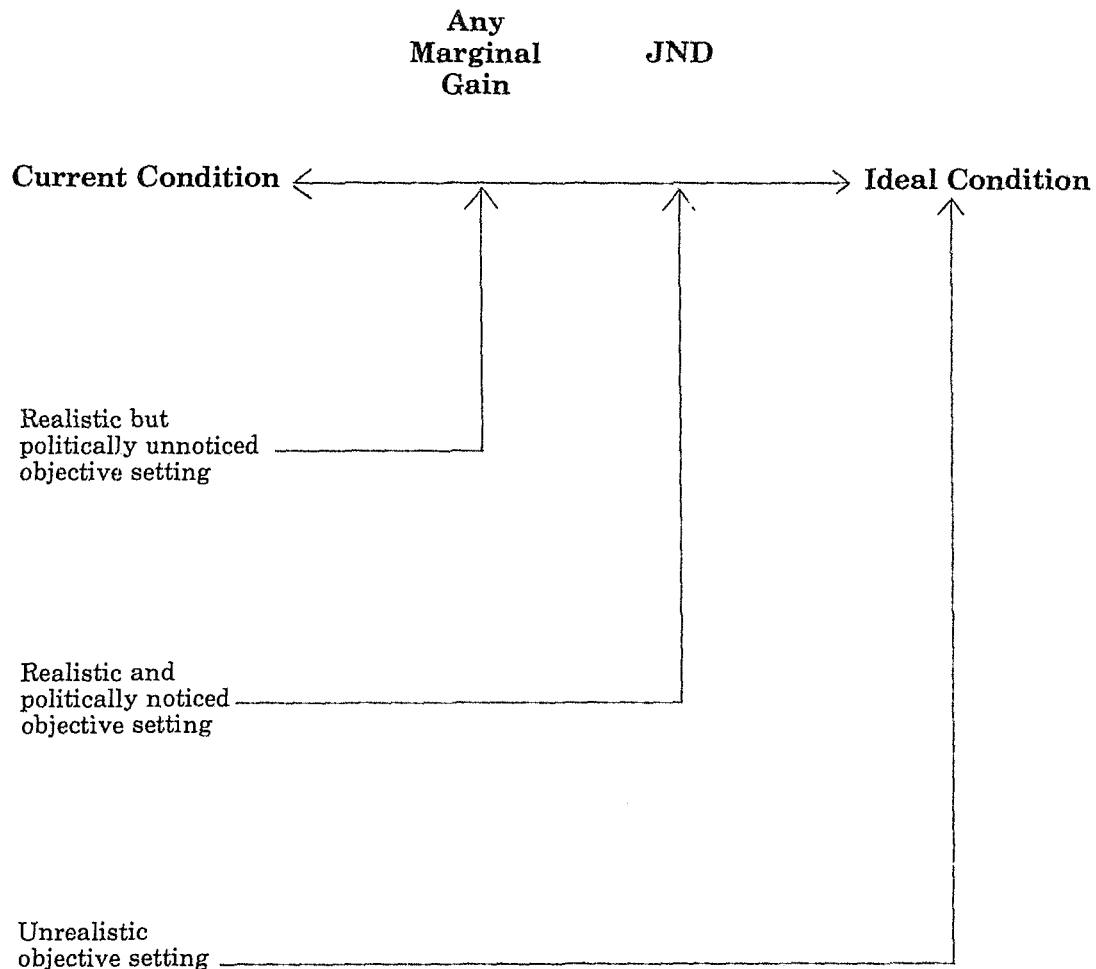 Any
Marginal
Gain
JND
Current Condition
Ideal Condition
Realistic but
politically unnoticed
objective setting
Realistic and
politically noticed
objective setting
Unrealistic
objective setting